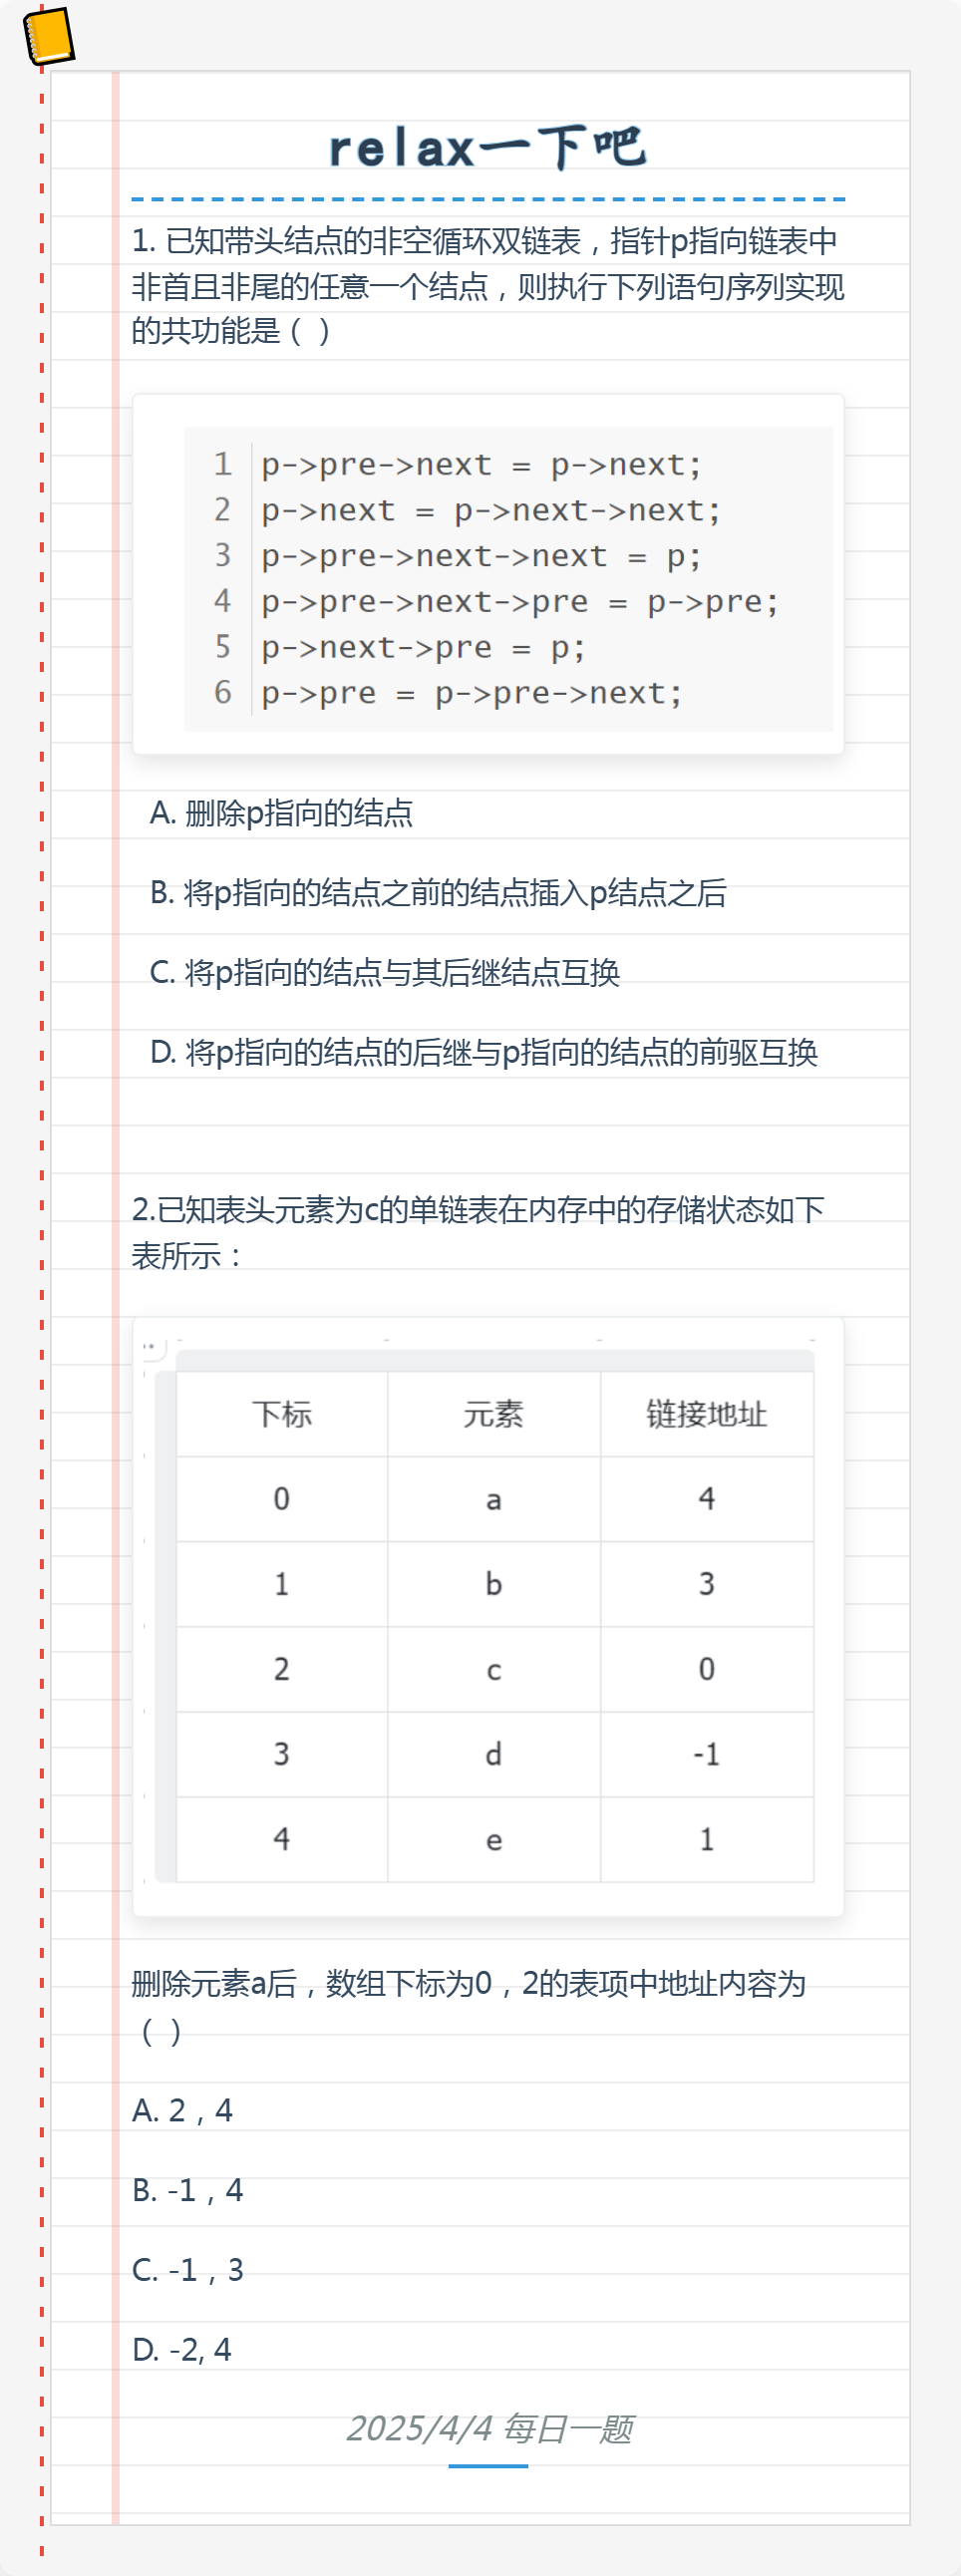 relax一下吧
1. 已知带头结点的非空循环双链表，指针p指向链表中
非首且非尾的任意一个结点，则执行下列语句序列实现
的共功能是（ ）
1 p->pre->next = p->next;
2 p->next = p->next->next;
3 p->pre->next->next = p;
4 p->pre->next->pre = p->pre;
5 p->next->pre = p;
6 p->pre = p->pre->next;
A. 删除p指向的结点
B. 将p指向的结点之前的结点插入p结点之后
C. 将p指向的结点与其后继结点互换
D. 将p指向的结点的后继与p指向的结点的前驱互换
2.已知表头元素为c的单链表在内存中的存储状态如下
表所示：
下标 元素 链接地址
0 a 4
1 b 3
2 c 0
3 d -1
4 e 1
删除元素a后，数组下标为0，2的表项中地址内容为
（ ）
A. 2，4
B. -1，4
C. -1，3
D. -2, 4
2025/4/4 每日一题